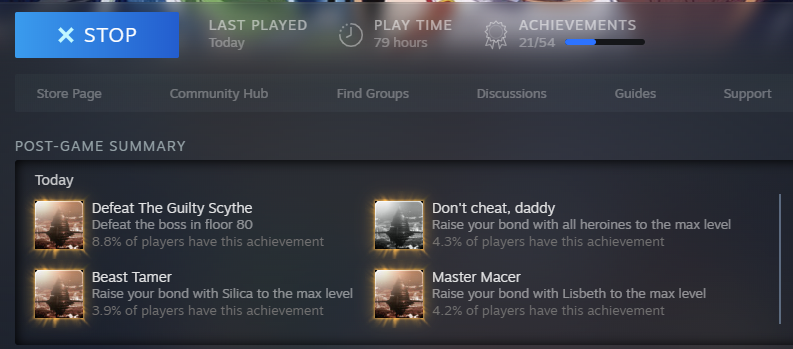 STOP
LAST PLAYED
Today
PLAY TIME
79 hours
ACHIEVEMENTS
21/54
Store Page
Community Hub
Find Groups
Discussions
Guides
Support
POST-GAME SUMMARY
Today
Defeat The Guilty Scythe
Defeat the boss in floor 80
8.8% of players have this achievement
Don't cheat, daddy
Raise your bond with all heroines to the max level
4.3% of players have this achievement
Beast Tamer
Raise your bond with Silica to the max level
3.9% of players have this achievement
Master Macer
Raise your bond with Lisbeth to the max level
4.2% of players have this achievement